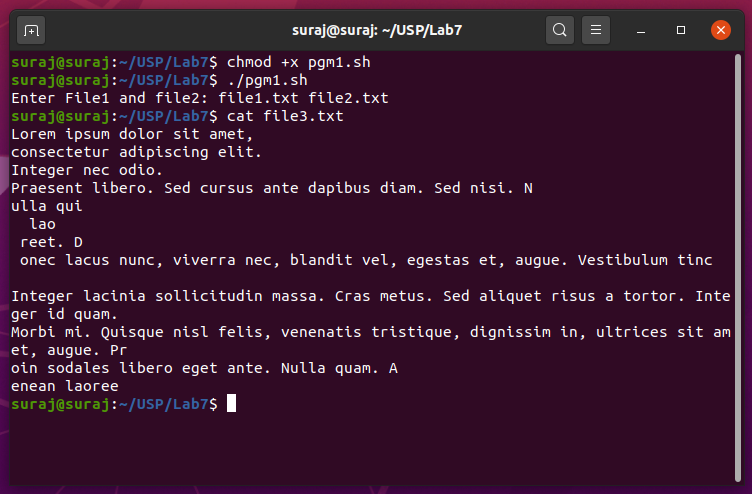 suraj@suraj: ~/USP/Lab7
suraj@suraj:~/USP/Lab7$ chmod +x pgm1.sh
suraj@suraj:~/USP/Lab7$ ./pgm1.sh
Enter File1 and file2: file1.txt file2.txt
suraj@suraj:~/USP/Lab7$ cat file3.txt
Lorem ipsum dolor sit amet,
consectetur adipiscing elit.
Integer nec odio.
Praesent libero. Sed cursus ante dapibus diam. Sed nisi. N
ulla qui
  lao
 reet. D
 onec lacus nunc, viverra nec, blandit vel, egestas et, augue. Vestibulum tinc

Integer lacinia sollicitudin massa. Cras metus. Sed aliquet risus a tortor. Inte
ger id quam.
Morbi mi. Quisque nisl felis, venenatis tristique, dignissim in, ultrices sit am
et, augue. Pr
oin sodales libero eget ante. Nulla quam. A
enean laoree
suraj@suraj:~/USP/Lab7$